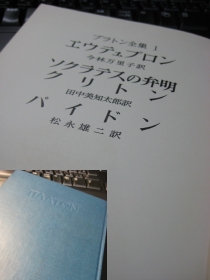 プラトン全集 1
エウテュプロン
今林万里子訳
ソクラテスの弁明
クリトン
田中美知太郎訳
パイドン
松永雄二訳